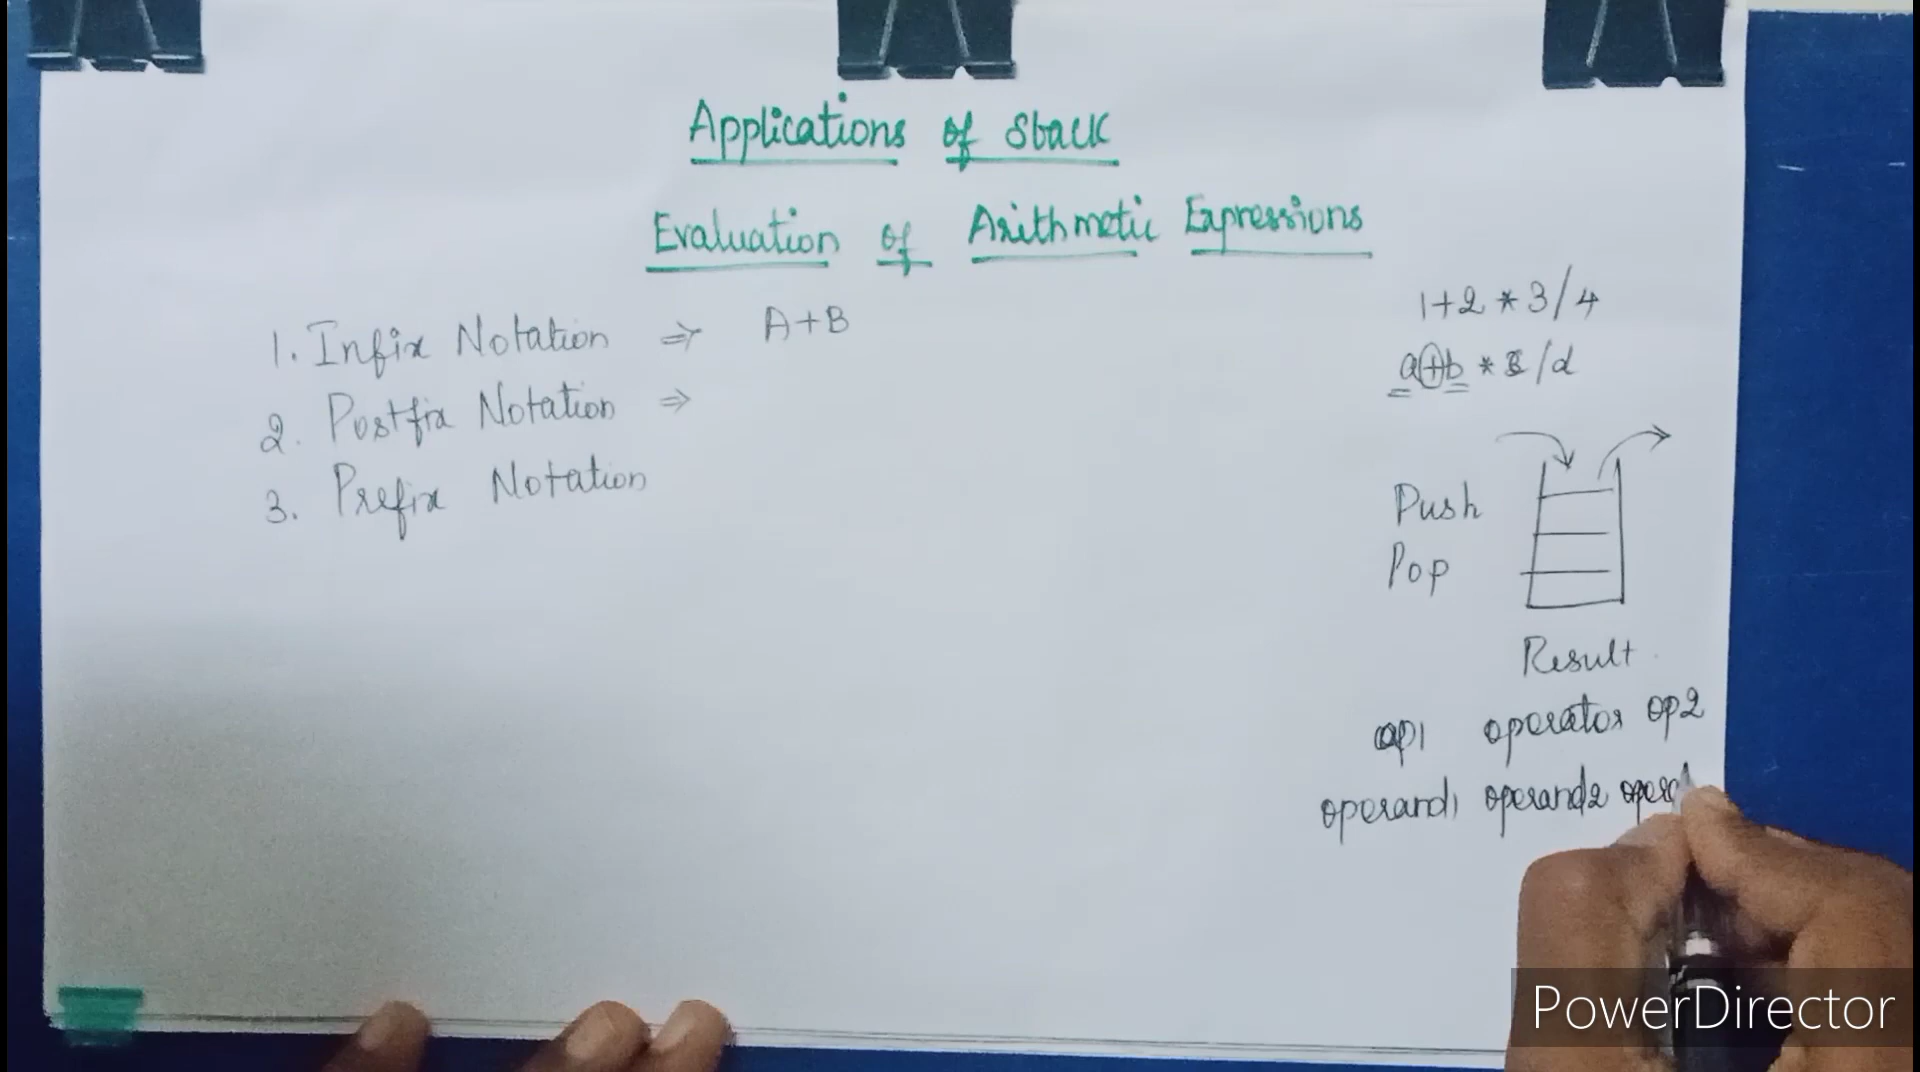 Applications of Stack
Evaluation of Arithmetic Expressions
1. Infix Notation ⇒ A+B
2. Postfix Notation ⇒
3. Prefix Notation
1+2 * 3/4
a+b * /d
Push
Pop
Result
op1 operator op2
operand1 operand2 opera
PowerDirector